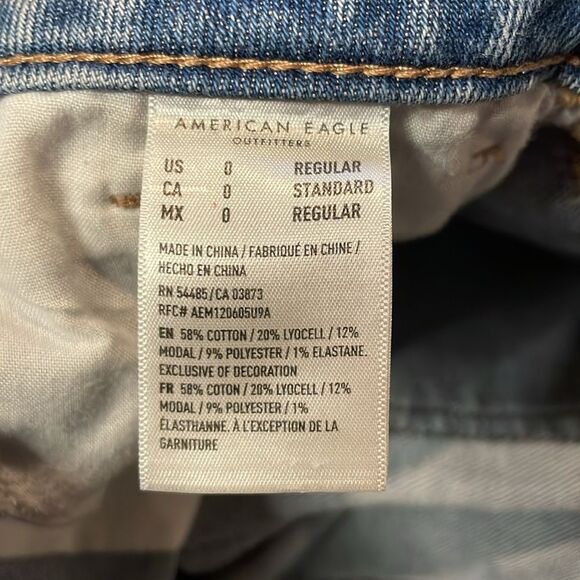 AMERICAN EAGLE
OUTFITTERS
US 0 REGULAR
CA 0 STANDARD
MX 0 REGULAR
MADE IN CHINA / FABRIQUÉ EN CHINE /
HECHO EN CHINA
RN 54485/CA 03873
RFC# AEM120605U9A
EN 58% COTTON / 20% LYOCELL / 12%
MODAL / 9% POLYESTER / 1% ELASTANE.
EXCLUSIVE OF DECORATION
FR 58% COTON / 20% LYOCELL / 12%
MODAL / 9% POLYESTER / 1%
ÉLASTHANNE. À L'EXCEPTION DE LA
GARNITURE